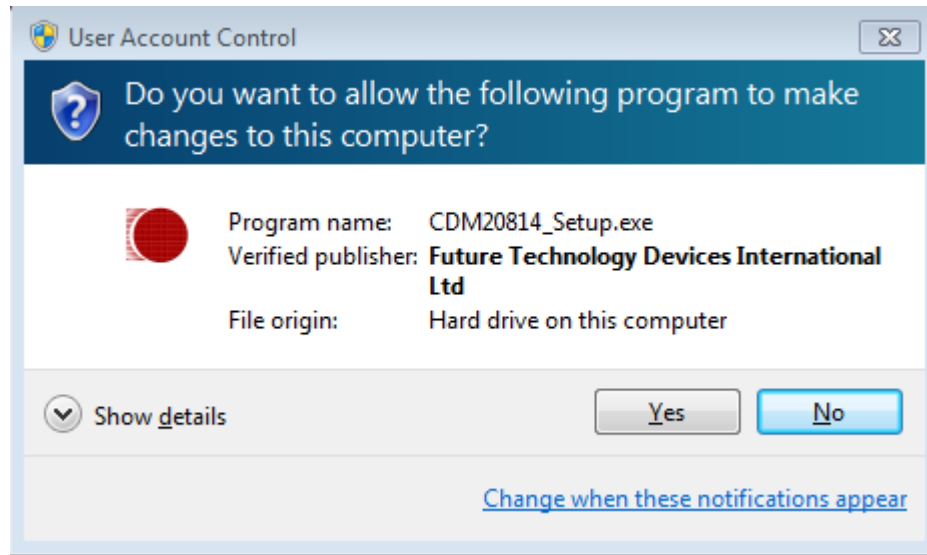 User Account Control
Do you want to allow the following program to make
changes to this computer?
Program name: CDM20814_Setup.exe
Verified publisher: Future Technology Devices International
Ltd
File origin: Hard drive on this computer
Show details
Yes
No
Change when these notifications appear